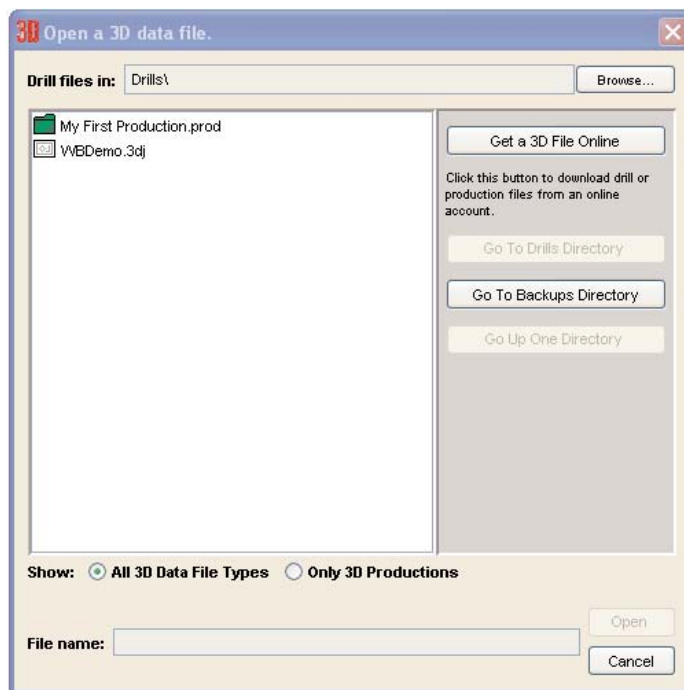 3D Open a 3D data file.
Drill files in: Drills\ Browse...
My First Production.prod
WBDemo.3dj
Get a 3D File Online
Click this button to download drill or
production files from an online
account.
Go To Drills Directory
Go To Backups Directory
Go Up One Directory
Show: All 3D Data File Types Only 3D Productions
File name:
Open
Cancel